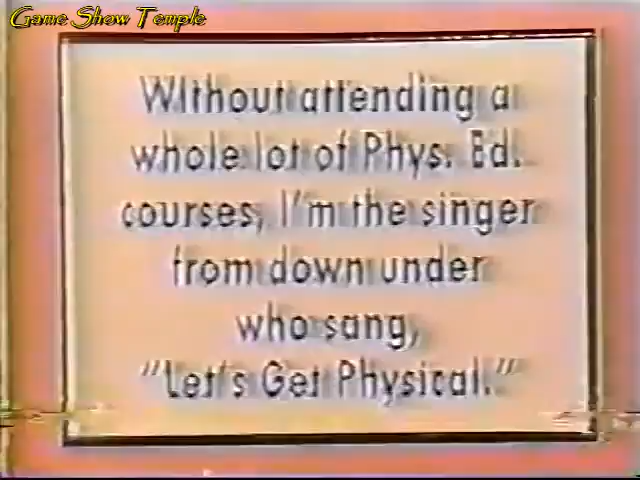 Game Show Temple
Without attending a
whole lot of Phys. Ed.
courses, I'm the singer
from down under
who sang,
"Let's Get Physical."